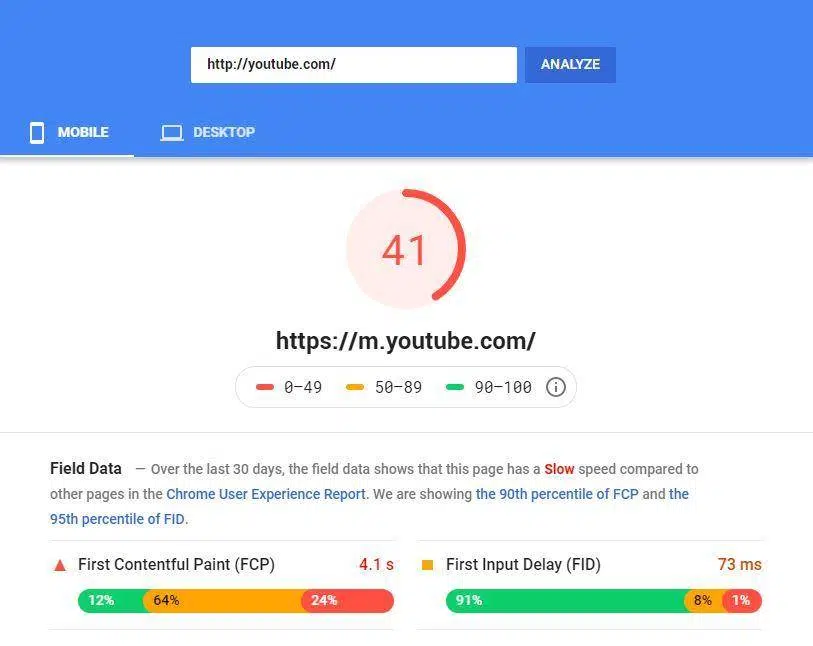 http://youtube.com/ ANALYZE
MOBILE DESKTOP
41
https://m.youtube.com/
0–49 50–89 90–100
Field Data — Over the last 30 days, the field data shows that this page has a Slow speed compared to
other pages in the Chrome User Experience Report. We are showing the 90th percentile of FCP and the
95th percentile of FID.
First Contentful Paint (FCP) 4.1 s
12% 64% 24%
First Input Delay (FID) 73 ms
91% 8% 1%